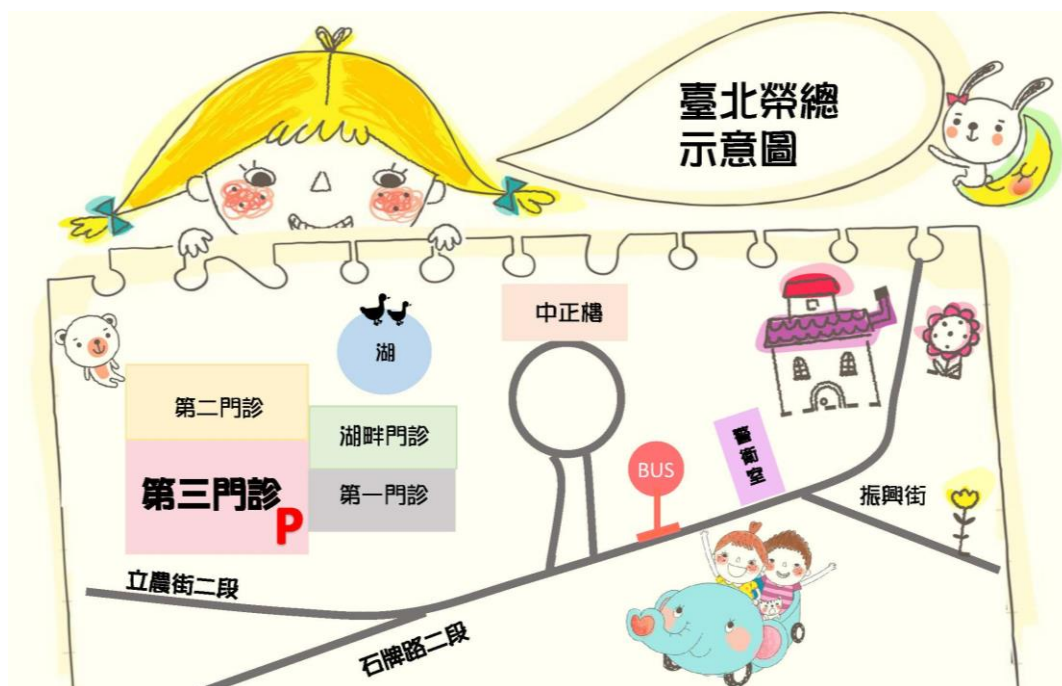 臺北榮總
示意圖
中正樓
湖
第二門診
湖畔門診
第三門診
P
第一門診
BUS
警衛室
振興街
立農街二段
石牌路二段